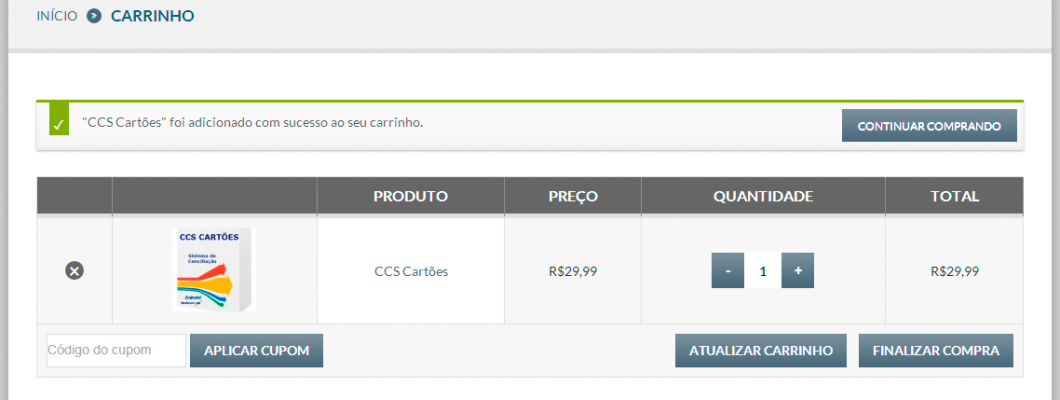 INÍCIO CARRINHO
"CCS Cartões" foi adicionado com sucesso ao seu carrinho.
CONTINUAR COMPRANDO
PRODUTO PREÇO QUANTIDADE TOTAL
CCS CARTÕES
Sistema de
Conciliação
CCS Cartões R$29,99 - 1 + R$29,99
Código do cupom APLICAR CUPOM ATUALIZAR CARRINHO FINALIZAR COMPRA